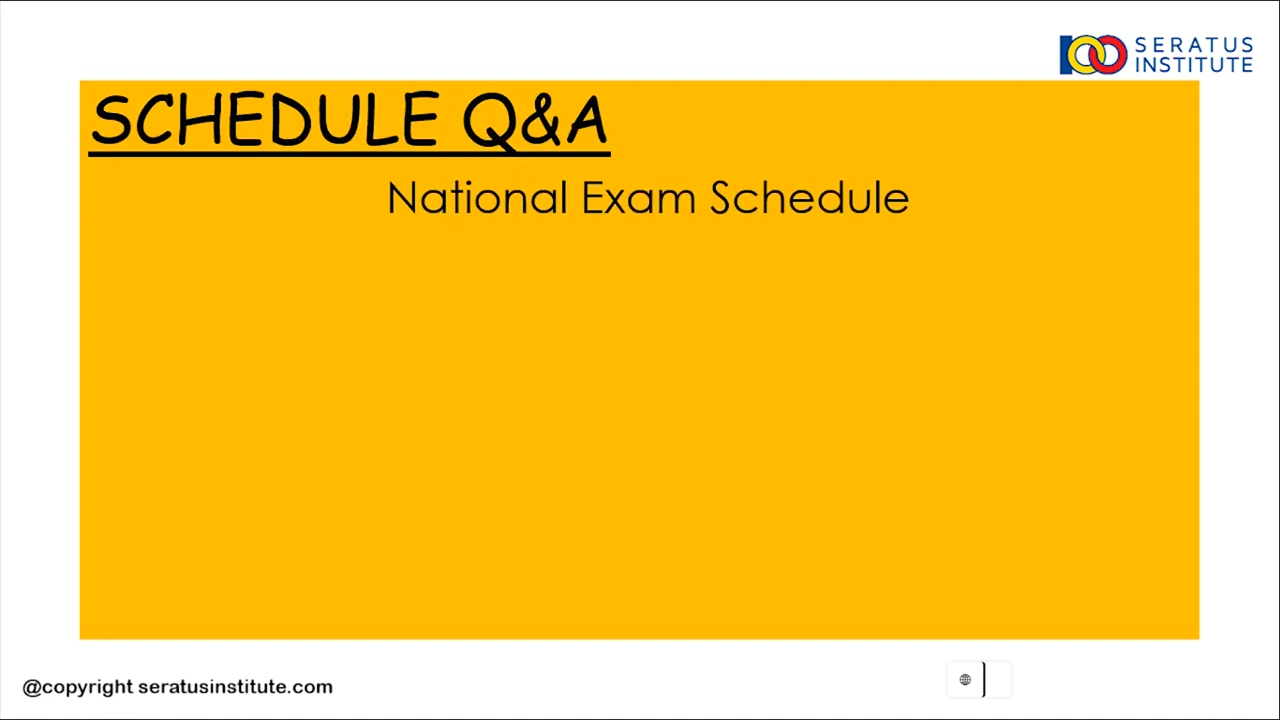 SERATUS
INSTITUTE
SCHEDULE Q&A
National Exam Schedule
@copyright seratusinstitute.com